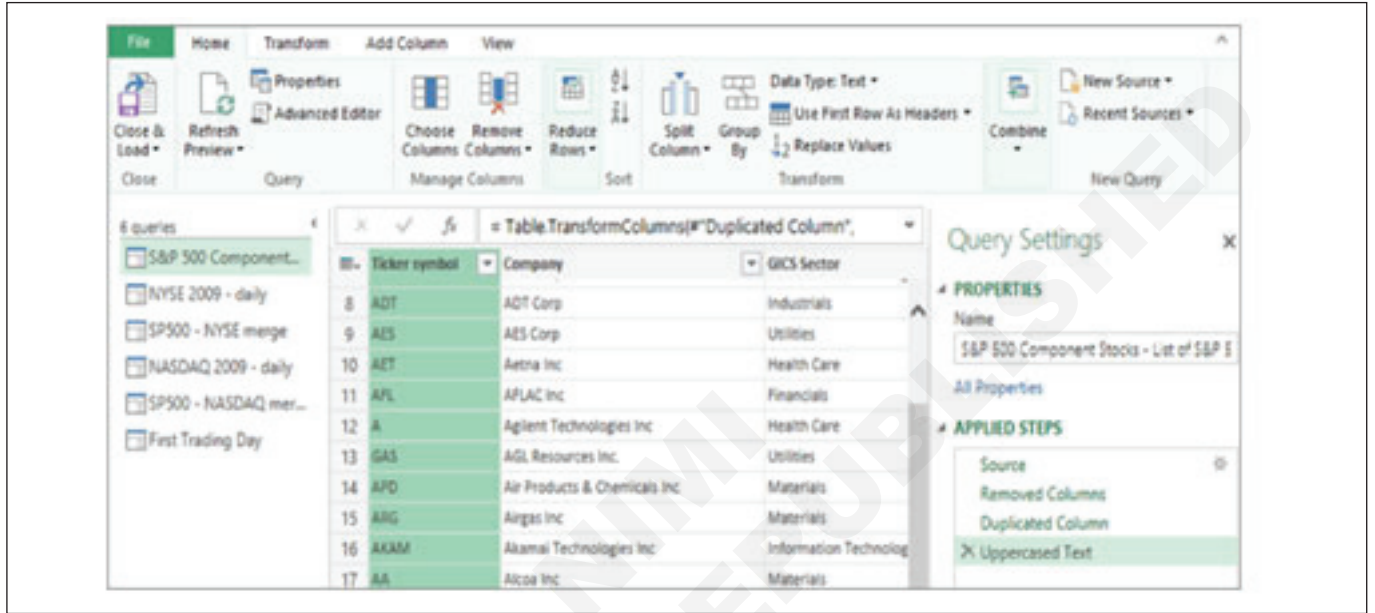 File Home Transform Add Column View
Close & Load
Refresh Preview
Properties
Advanced Editor
Choose Columns
Remove Columns
Reduce Rows
Split Column
Group By
Data Type: Text
Use First Row As Headers
Replace Values
Combine
New Source
Recent Sources
Close Query Manage Columns Sort Transform New Query
6 queries
S&P 500 Component...
NYSE 2009 - daily
SP500 - NYSE merge
NASDAQ 2009 - daily
SP500 - NASDAQ mer...
First Trading Day
fx = Table.TransformColumns(#"Duplicated Column",
Ticker symbol Company GICS Sector
8 ADT ADT Corp Industrials
9 AES AES Corp Utilities
10 AET Aetna Inc Health Care
11 AFL AFLAC Inc Financials
12 A Agilent Technologies Inc Health Care
13 GAS AGL Resources Inc. Utilities
14 APD Air Products & Chemicals Inc Materials
15 ARG Airgas Inc Materials
16 AKAM Akamai Technologies Inc Information Technolog
17 AA Alcoa Inc Materials
Query Settings
PROPERTIES
Name
S&P 500 Component Stocks - List of S&P 5
All Properties
APPLIED STEPS
Source
Removed Columns
Duplicated Column
Uppercased Text
NIMI